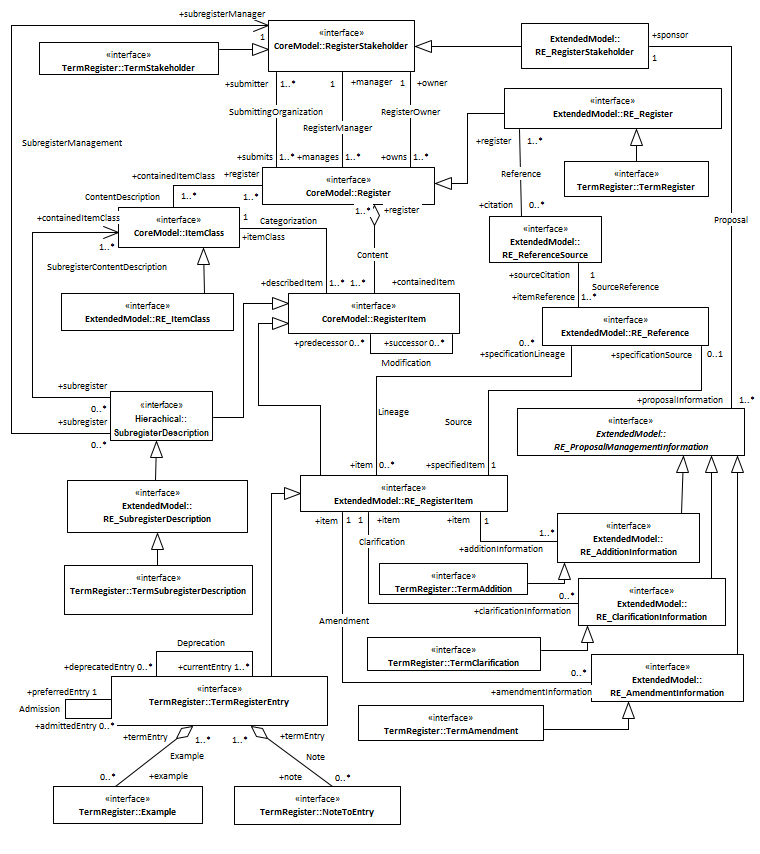 +subregisterManager
1
«interface»
CoreModel::RegisterStakeholder
ExtendedModel::
RE_RegisterStakeholder
+sponsor
1
«interface»
TermRegister::TermStakeholder
+submitter
1..*
1
+manager
1
+owner
SubmittingOrganization
RegisterManager
RegisterOwner
«interface»
ExtendedModel::RE_Register
+register
1..*
SubregisterManagement
+submits
1..*
+manages
1..*
+owns
1..*
Reference
«interface»
TermRegister::TermRegister
+containedItemClass
+register
«interface»
CoreModel::Register
ContentDescription
1..*
1..*
+citation
0..*
+containedItemClass
1..*
«interface»
CoreModel::ItemClass
1
+itemClass
Categorization
1..*
+register
Proposal
«interface»
ExtendedModel::
RE_ReferenceSource
Content
SubregisterContentDescription
+sourceCitation
1
SourceReference
+describedItem
1..*
1..*
+containedItem
+itemReference
1..*
«interface»
ExtendedModel::RE_ItemClass
«interface»
CoreModel::RegisterItem
«interface»
ExtendedModel::RE_Reference
+predecessor 0..*
+successor 0..*
Modification
0..*
+specificationLineage
+specificationSource
0..1
+subregister
0..*
+subregister
0..*
«interface»
Hierachical::
SubregisterDescription
Lineage
Source
+proposalInformation
1..*
«interface»
ExtendedModel::
RE_ProposalManagementInformation
+item
0..*
+specifiedItem
1
«interface»
ExtendedModel::
RE_SubregisterDescription
«interface»
ExtendedModel::RE_RegisterItem
+item
1
1
+item
+item
1
Clarification
1..*
+additionInformation
«interface»
ExtendedModel::
RE_AdditionInformation
«interface»
TermRegister::TermSubregisterDescription
«interface»
TermRegister::TermAddition
0..*
+clarificationInformation
«interface»
ExtendedModel::
RE_ClarificationInformation
Amendment
Deprecation
+deprecatedEntry 0..*
+currentEntry 1..*
«interface»
TermRegister::TermClarification
0..*
+amendmentInformation
«interface»
ExtendedModel::
RE_AmendmentInformation
+preferredEntry 1
Admission
+admittedEntry 0..*
«interface»
TermRegister::TermRegisterEntry
«interface»
TermRegister::TermAmendment
+termEntry
1..*
1..*
+termEntry
Example
Note
0..*
+example
+note
0..*
«interface»
TermRegister::Example
«interface»
TermRegister::NoteToEntry